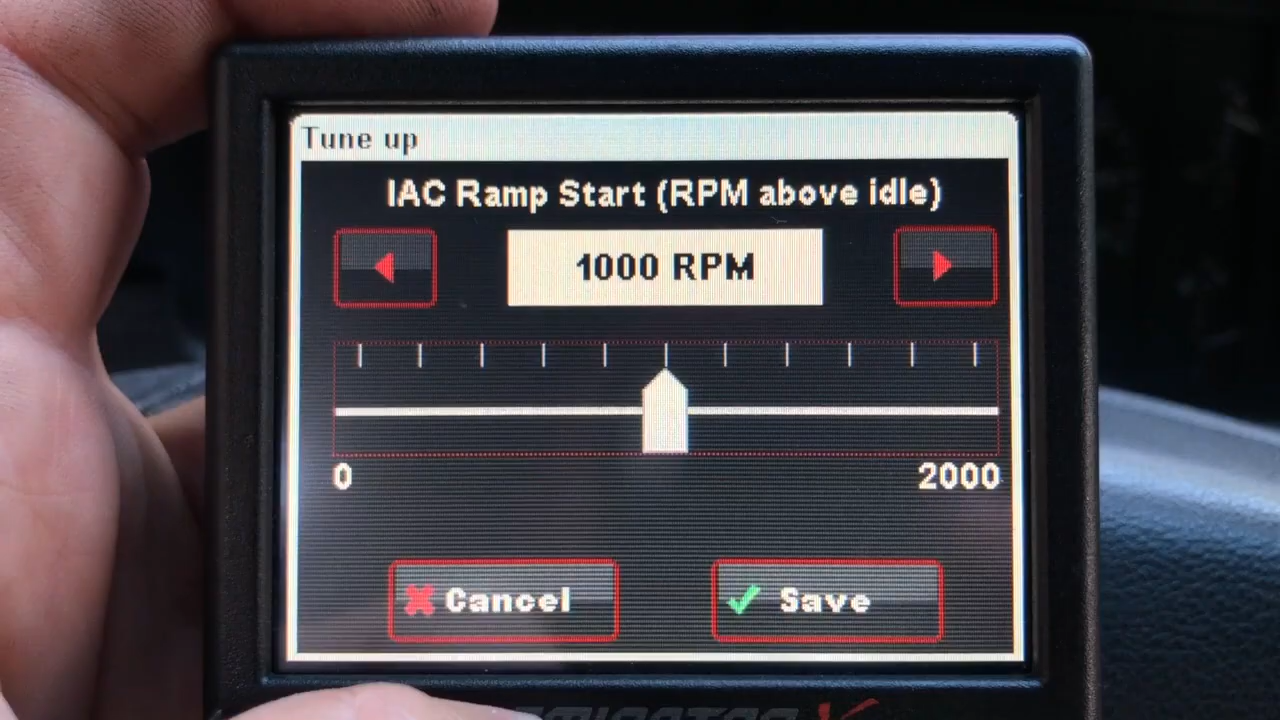 Tune up
IAC Ramp Start (RPM above idle)
1000 RPM
0 2000
Cancel Save